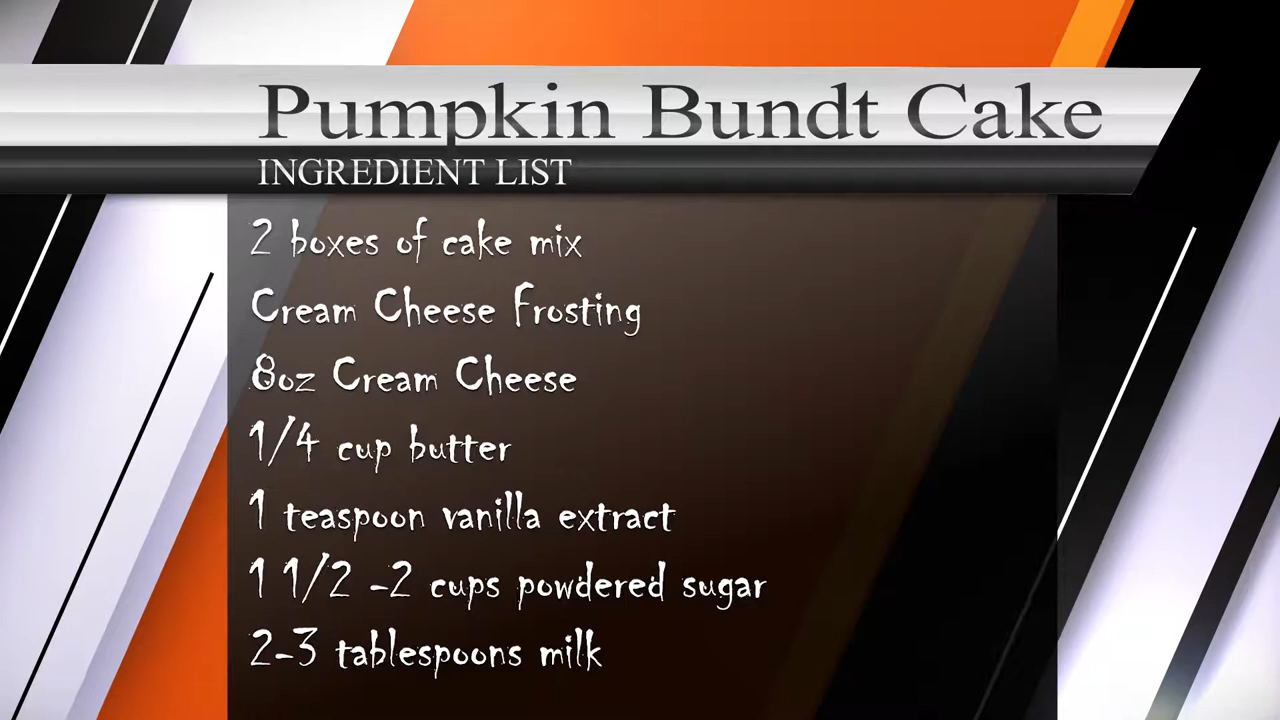 Pumpkin Bundt Cake
INGREDIENT LIST
2 boxes of cake mix
Cream Cheese Frosting
8oz Cream Cheese
1/4 cup butter
1 teaspoon vanilla extract
1 1/2 -2 cups powdered sugar
2-3 tablespoons milk